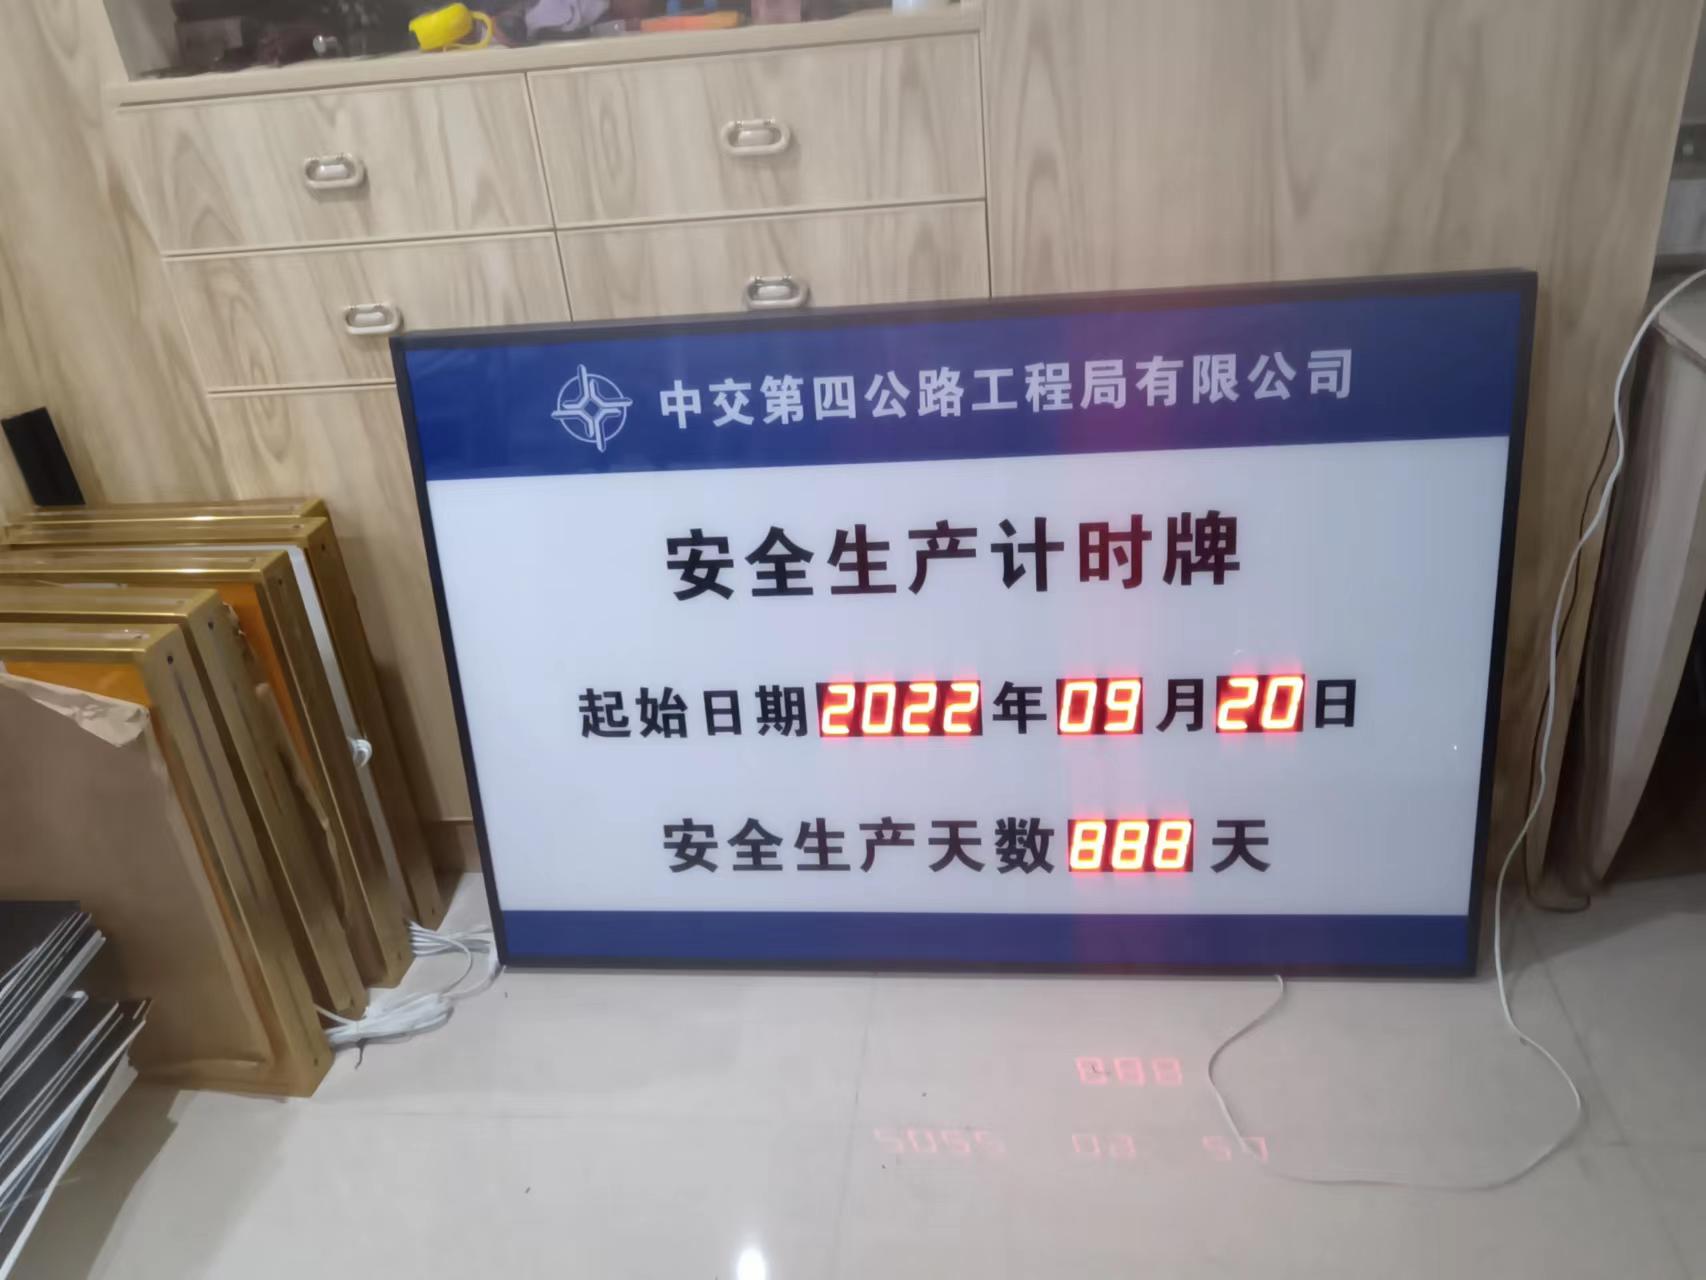 中交第四公路工程局有限公司
安全生产计时牌
起始日期2022年09月20日
安全生产天数888天